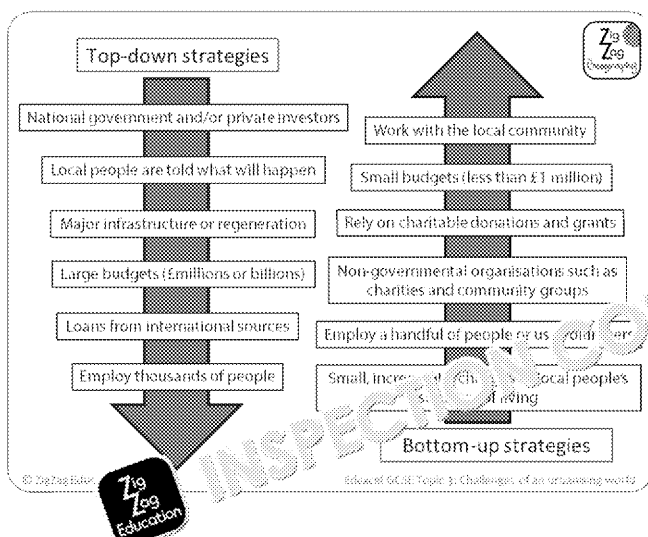 Top-down strategies
National government and/or private investors
Local people are told what will happen
Major infrastructure or regeneration
Large budgets (£millions or billions)
Loans from international sources
Employ thousands of people
Zig
Zag
Work with the local community
Small budgets (less than £1 million)
Rely on charitable donations and grants
Non-governmental organisations such as
charities and community groups
Employ a handful of people or
Small, local people's
of living
Bottom-up strategies
© ZigZag
Edexcel GCSE Topic 3: Challenges of an urbanising world
Zig
Zag
Education
INSPECTION CO